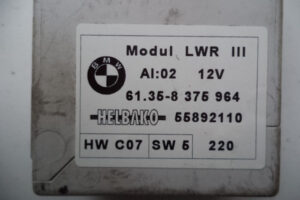 BMW
Modul LWR III
AI:02 12V
61.35-8 375 964
HELBAKO 55892110
HW C07 SW 5 220